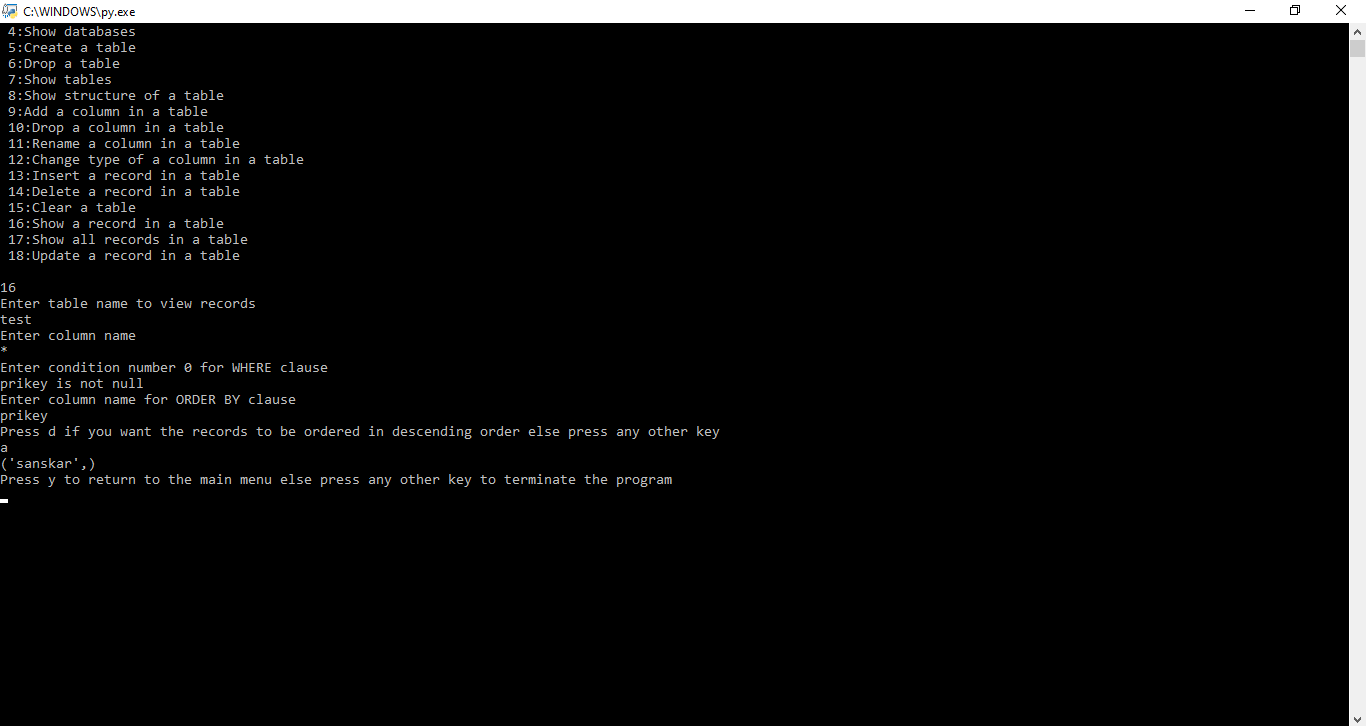 C:\WINDOWS\py.exe
4:Show databases
5:Create a table
6:Drop a table
7:Show tables
8:Show structure of a table
9:Add a column in a table
10:Drop a column in a table
11:Rename a column in a table
12:Change type of a column in a table
13:Insert a record in a table
14:Delete a record in a table
15:Clear a table
16:Show a record in a table
17:Show all records in a table
18:Update a record in a table
16
Enter table name to view records
test
Enter column name
*
Enter condition number 0 for WHERE clause
prikey is not null
Enter column name for ORDER BY clause
prikey
Press d if you want the records to be ordered in descending order else press any other key
a
('sanskar',)
Press y to return to the main menu else press any other key to terminate the program